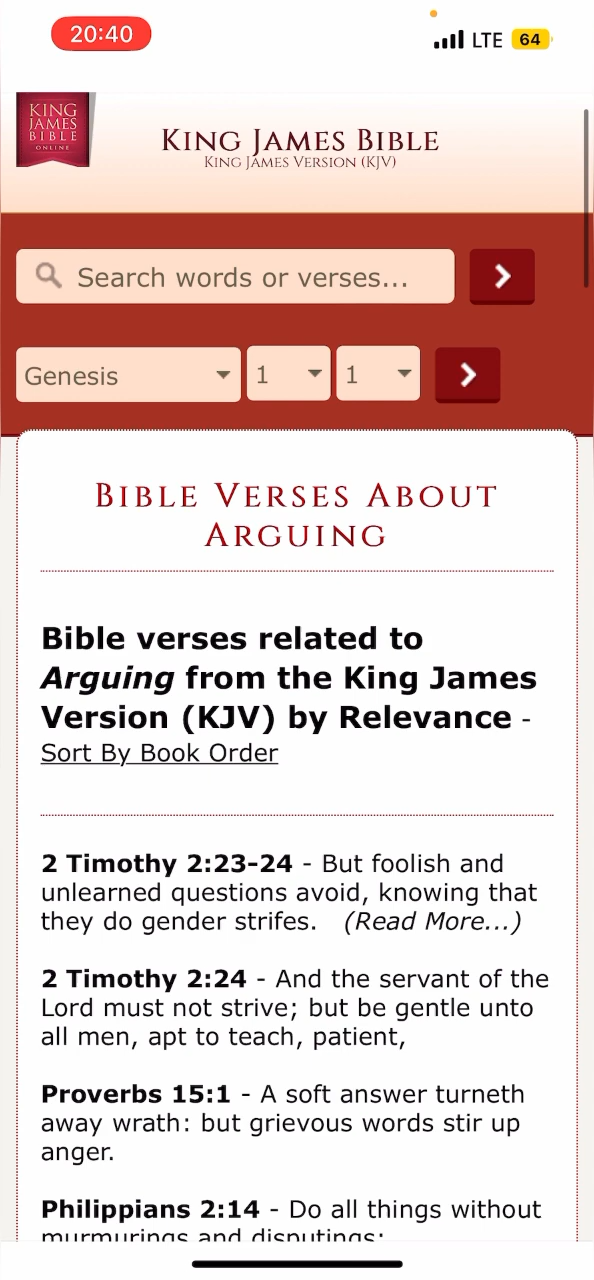 20:40
LTE 64
KING
JAMES
BIBLE
ONLINE
KING JAMES BIBLE
KING JAMES VERSION (KJV)
Search words or verses...
Genesis 1 1
BIBLE VERSES ABOUT
ARGUING
Bible verses related to
Arguing from the King James
Version (KJV) by Relevance -
Sort By Book Order
2 Timothy 2:23-24 - But foolish and
unlearned questions avoid, knowing that
they do gender strifes. (Read More...)
2 Timothy 2:24 - And the servant of the
Lord must not strive; but be gentle unto
all men, apt to teach, patient,
Proverbs 15:1 - A soft answer turneth
away wrath: but grievous words stir up
anger.
Philippians 2:14 - Do all things without
murmurings and disputings: